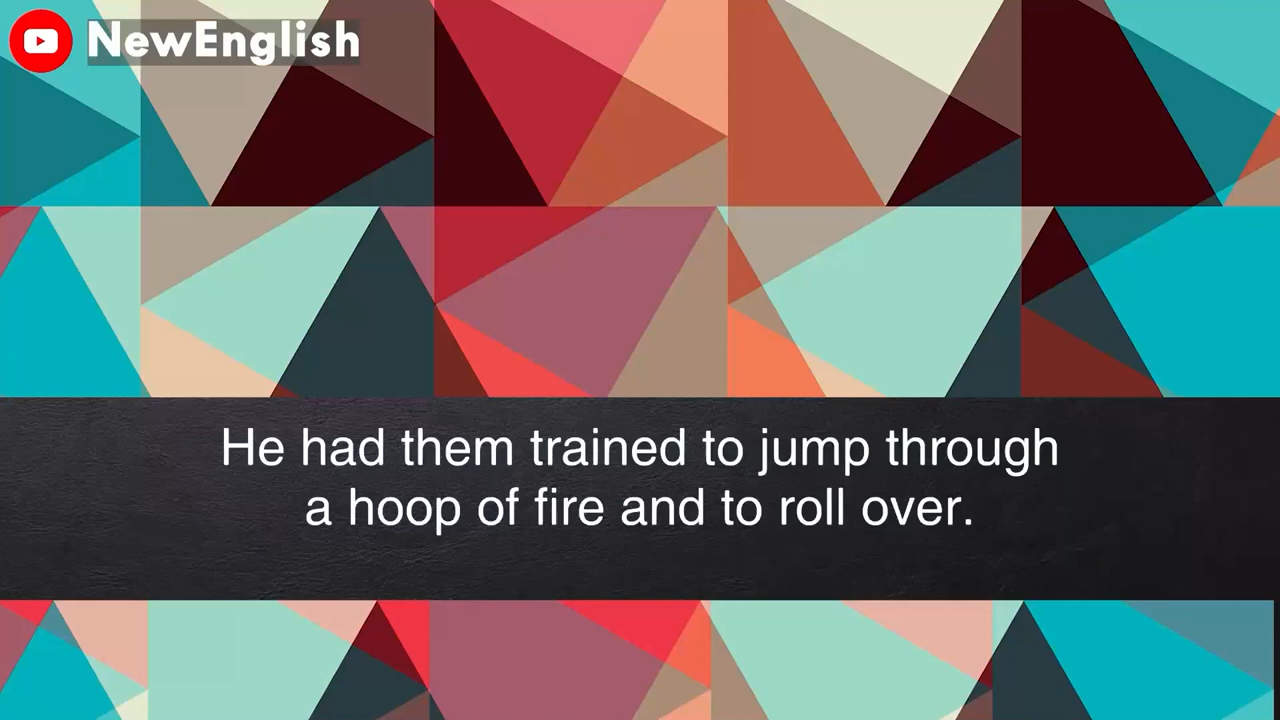 NewEnglish
He had them trained to jump through
a hoop of fire and to roll over.